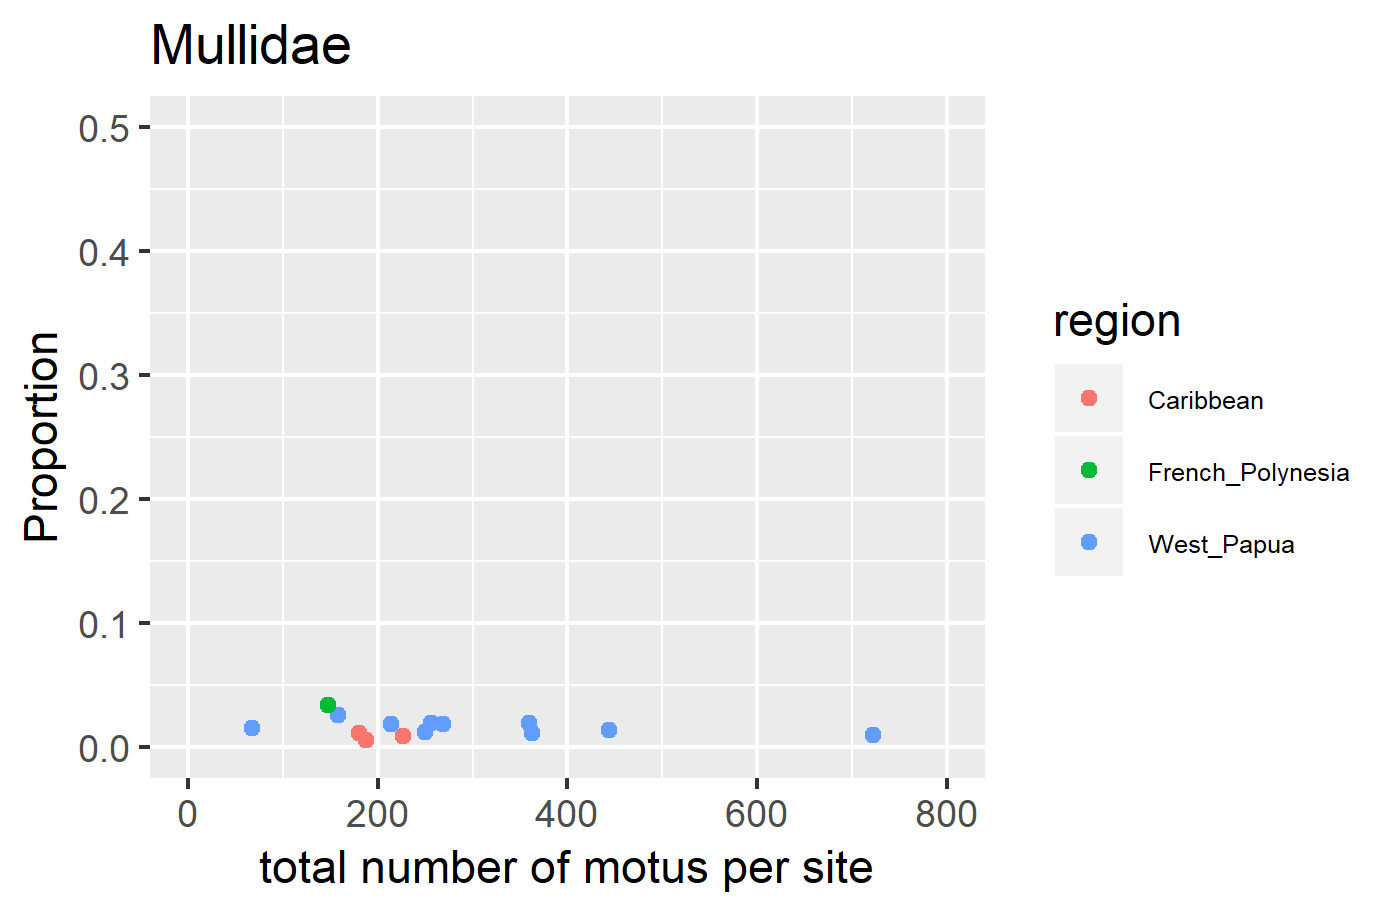 Mullidae
0.5
0.4
0.3
0.2
0.1
0.0
Proportion
0 200 400 600 800
total number of motus per site
region
Caribbean
French_Polynesia
West_Papua